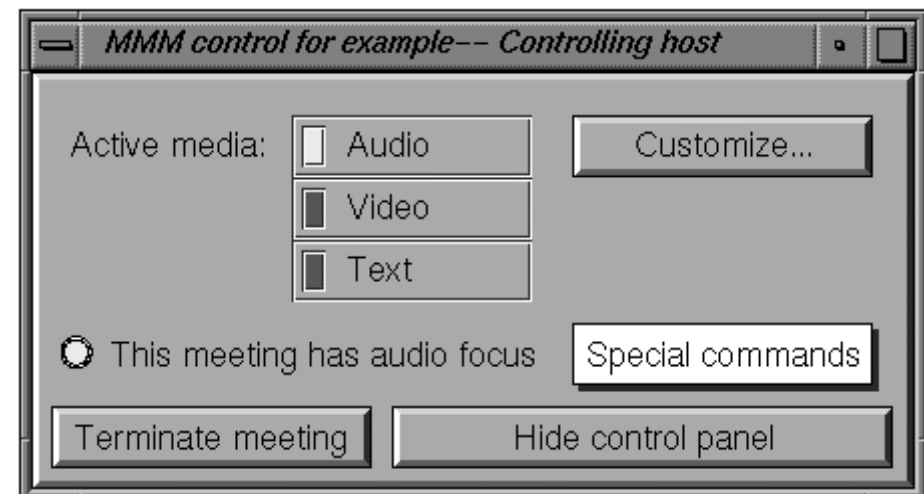 MMM control for example-- Controlling host
Active media:
Audio
Customize...
Video
Text
This meeting has audio focus
Special commands
Terminate meeting
Hide control panel